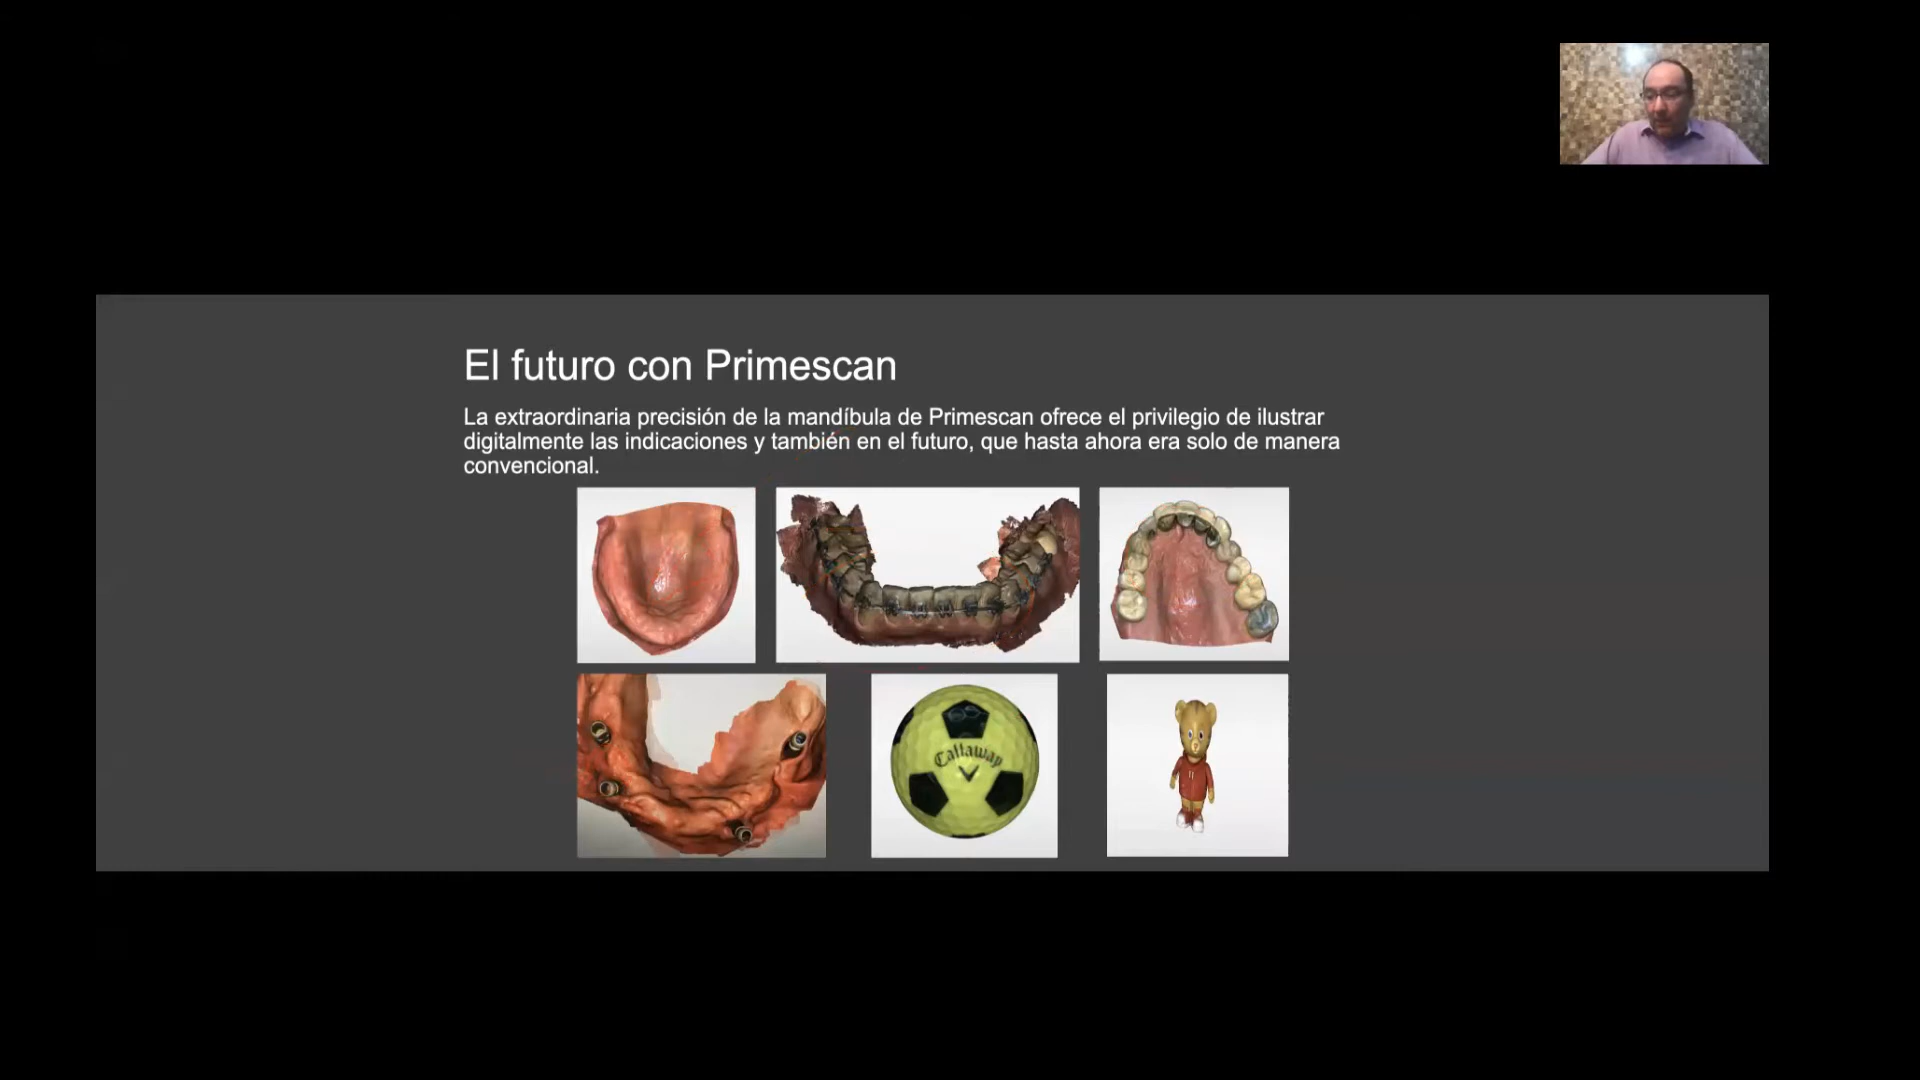 El futuro con Primescan
La extraordinaria precisión de la mandíbula de Primescan ofrece el privilegio de ilustrar
digitalmente las indicaciones y también en el futuro, que hasta ahora era solo de manera
convencional.
Callaway